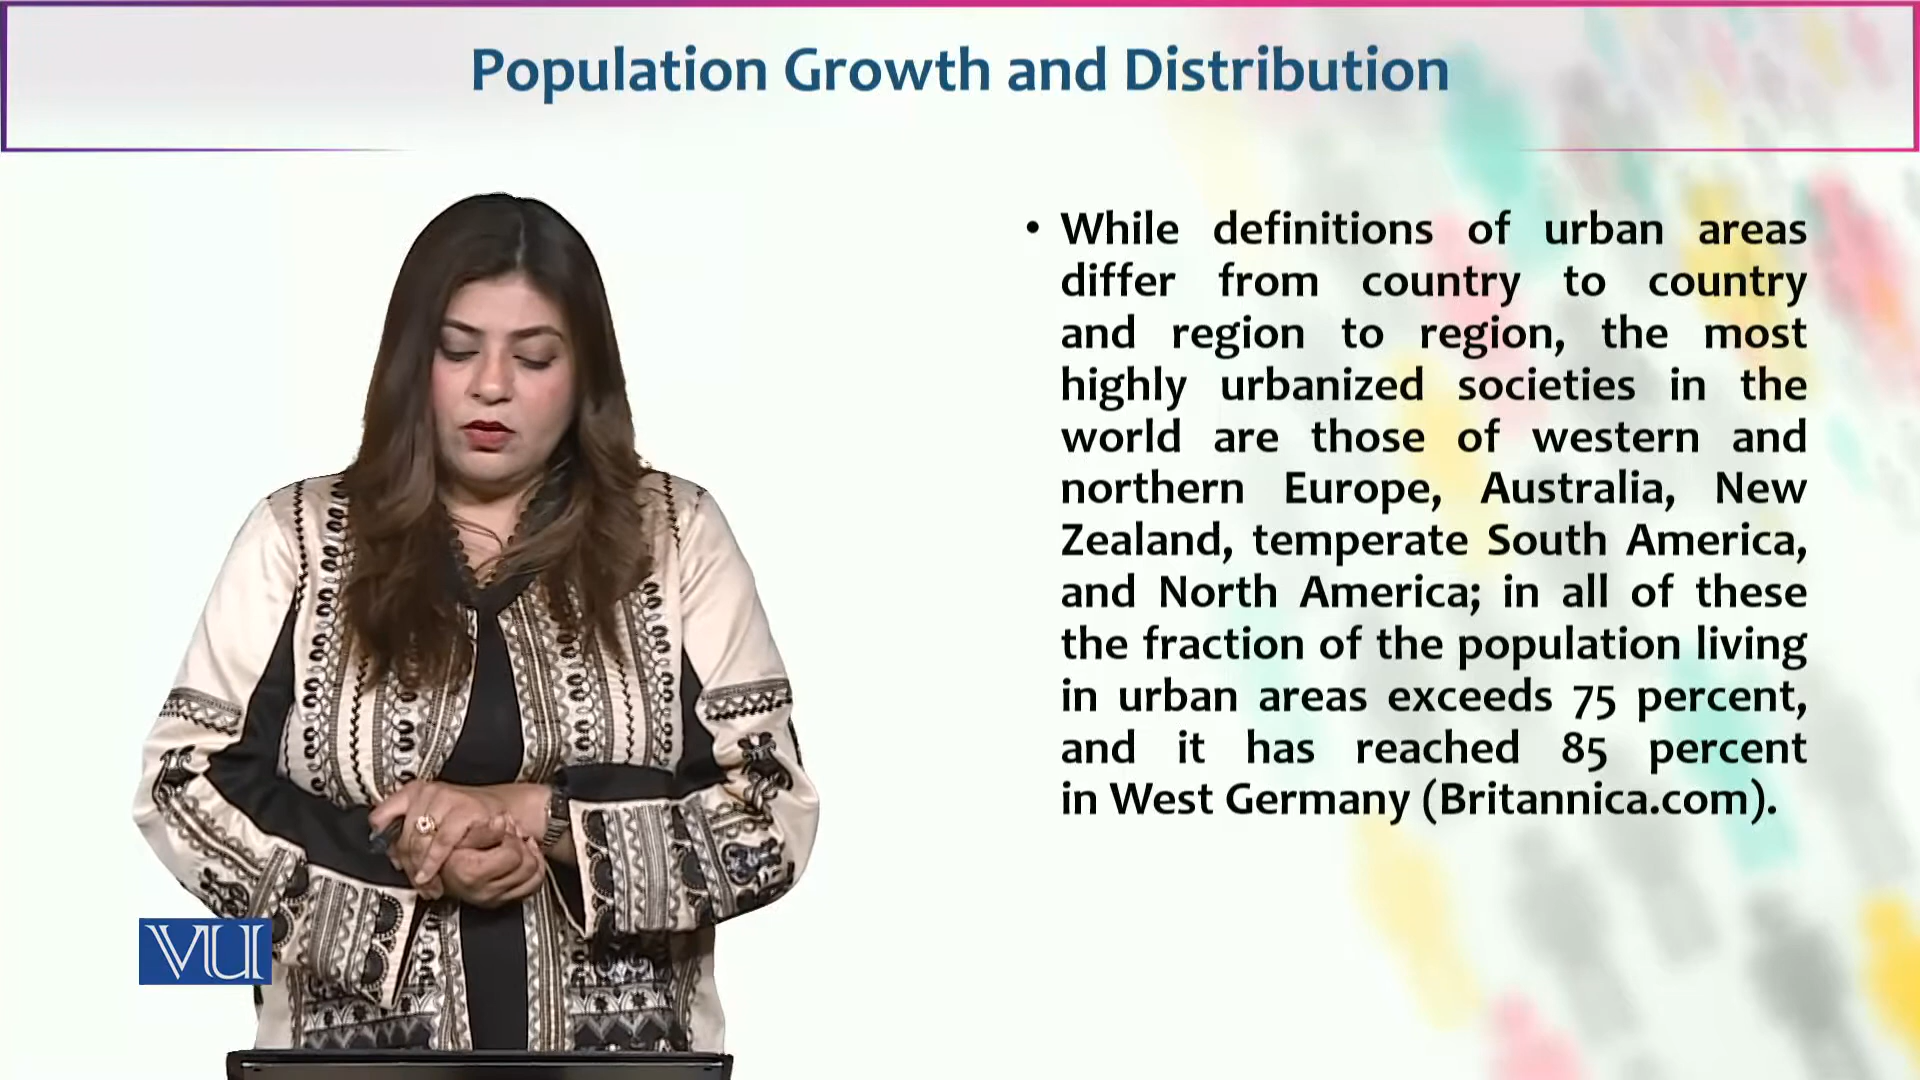 Population Growth and Distribution
• While definitions of urban areas
differ from country to country
and region to region, the most
highly urbanized societies in the
world are those of western and
northern Europe, Australia, New
Zealand, temperate South America,
and North America; in all of these
the fraction of the population living
in urban areas exceeds 75 percent,
and it has reached 85 percent
in West Germany (Britannica.com).
VU